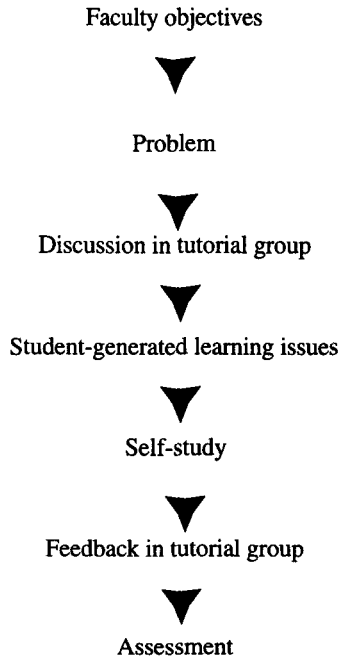 Faculty objectives
Problem
Discussion in tutorial group
Student-generated learning issues
Self-study
Feedback in tutorial group
Assessment